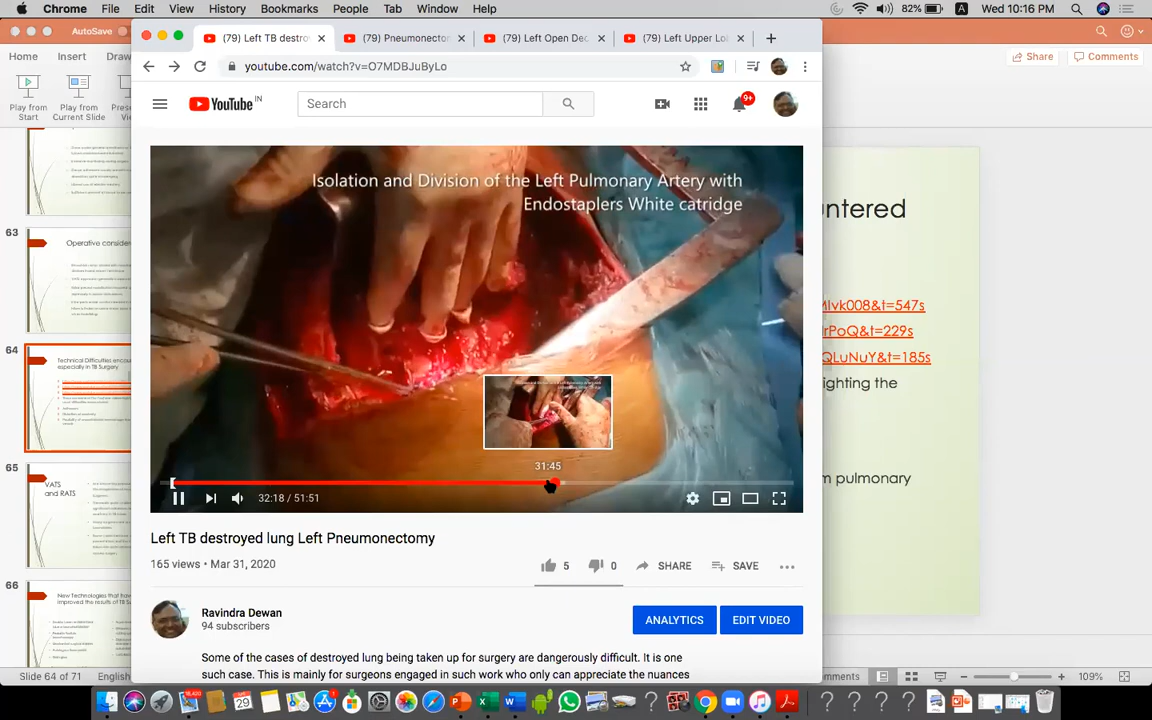 Chrome File Edit View History Bookmarks People Tab Window Help
82% A Wed 10:16 PM
AutoSave
Home Insert Draw
Share Comments
Play from Start
Play from Current Slide
(79) Left TB destro
(79) Pneumonector
(79) Left Open Dec
(79) Left Upper Lo
youtube.com/watch?v=O7MDBJuByLo
YouTube IN
Search
9+
Isolation and Division of the Left Pulmonary Artery with
Endostaplers White catridge
31:45
32:18 / 51:51
Left TB destroyed lung Left Pneumonectomy
165 views • Mar 31, 2020
5 0 SHARE SAVE
Ravindra Dewan
94 subscribers
ANALYTICS EDIT VIDEO
Some of the cases of destroyed lung being taken up for surgery are dangerously difficult. It is one
such case. This is mainly for surgeons engaged in such work who only can appreciate the nuances
63
Operative consider
64
Technical Difficulties encou
especially in TB Surgery
65
VATS
and RATS
66
New Technologies that hav
improved the results of TB Su
untered
MIvk008&t=547s
rPoQ&t=229s
QLuNuY&t=185s
ighting the
m pulmonary
Slide 64 of 71 English
omments
109%